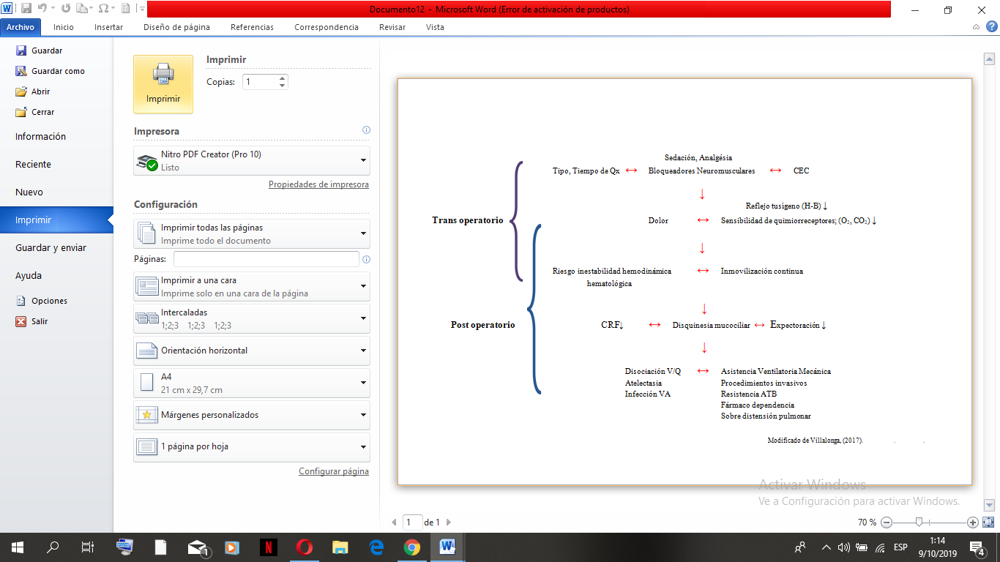 Documento12 - Microsoft Word (Error de activación de productos)
Archivo Inicio Insertar Diseño de página Referencias Correspondencia Revisar Vista
Guardar
Guardar como
Abrir
Cerrar
Información
Reciente
Nuevo
Imprimir
Guardar y enviar
Ayuda
Opciones
Salir
Imprimir
Imprimir
Copias: 1
Impresora
Nitro PDF Creator (Pro 10)
Listo
Propiedades de impresora
Configuración
Imprimir todas las páginas
Imprime todo el documento
Páginas:
Imprimir a una cara
Imprime solo en una cara de la página
Intercaladas
1;2;3 1;2;3 1;2;3
Orientación horizontal
A4
21 cm x 29,7 cm
Márgenes personalizados
1 página por hoja
Configurar página
Sedación, Analgésia
Tipo, Tiempo de Qx ↔ Bloqueadores Neuromusculares ↔ CEC
↓
Reflejo tusígeno (H-B) ↓
Trans operatorio Dolor ↔ Sensibilidad de quimiorreceptores; (O₂, CO₂) ↓
↓
Riesgo inestabilidad hemodinámica ↔ Inmovilización continua
hematológica
↓
Post operatorio CRF↓ ↔ Disquinesia mucociliar ↔ Expectoración ↓
↓
Disociación V/Q ↔ Asistencia Ventilatoria Mecánica
Atelectasia Procedimientos invasivos
Infección VA Resistencia ATB
Fármaco dependencia
Sobre distensión pulmonar
Modificado de Villalonga, (2017). . .
Activar Windows
Ve a Configuración para activar Windows.
1 de 1
70 %
1
N
ESP
1:14
9/10/2019
4